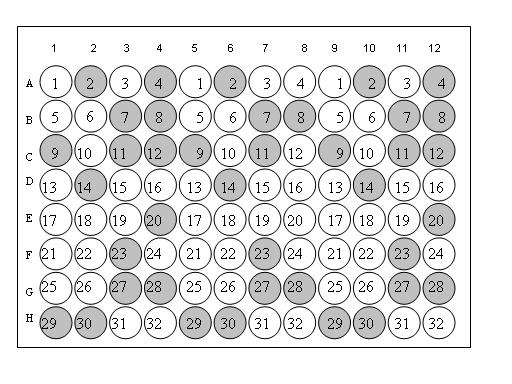 1 2 3 4 5 6 7 8 9 10 11 12
A 1 2 3 4 1 2 3 4 1 2 3 4
B 5 6 7 8 5 6 7 8 5 6 7 8
C 9 10 11 12 9 10 11 12 9 10 11 12
D 13 14 15 16 13 14 15 16 13 14 15 16
E 17 18 19 20 17 18 19 20 17 18 19 20
F 21 22 23 24 21 22 23 24 21 22 23 24
G 25 26 27 28 25 26 27 28 25 26 27 28
H 29 30 31 32 29 30 31 32 29 30 31 32